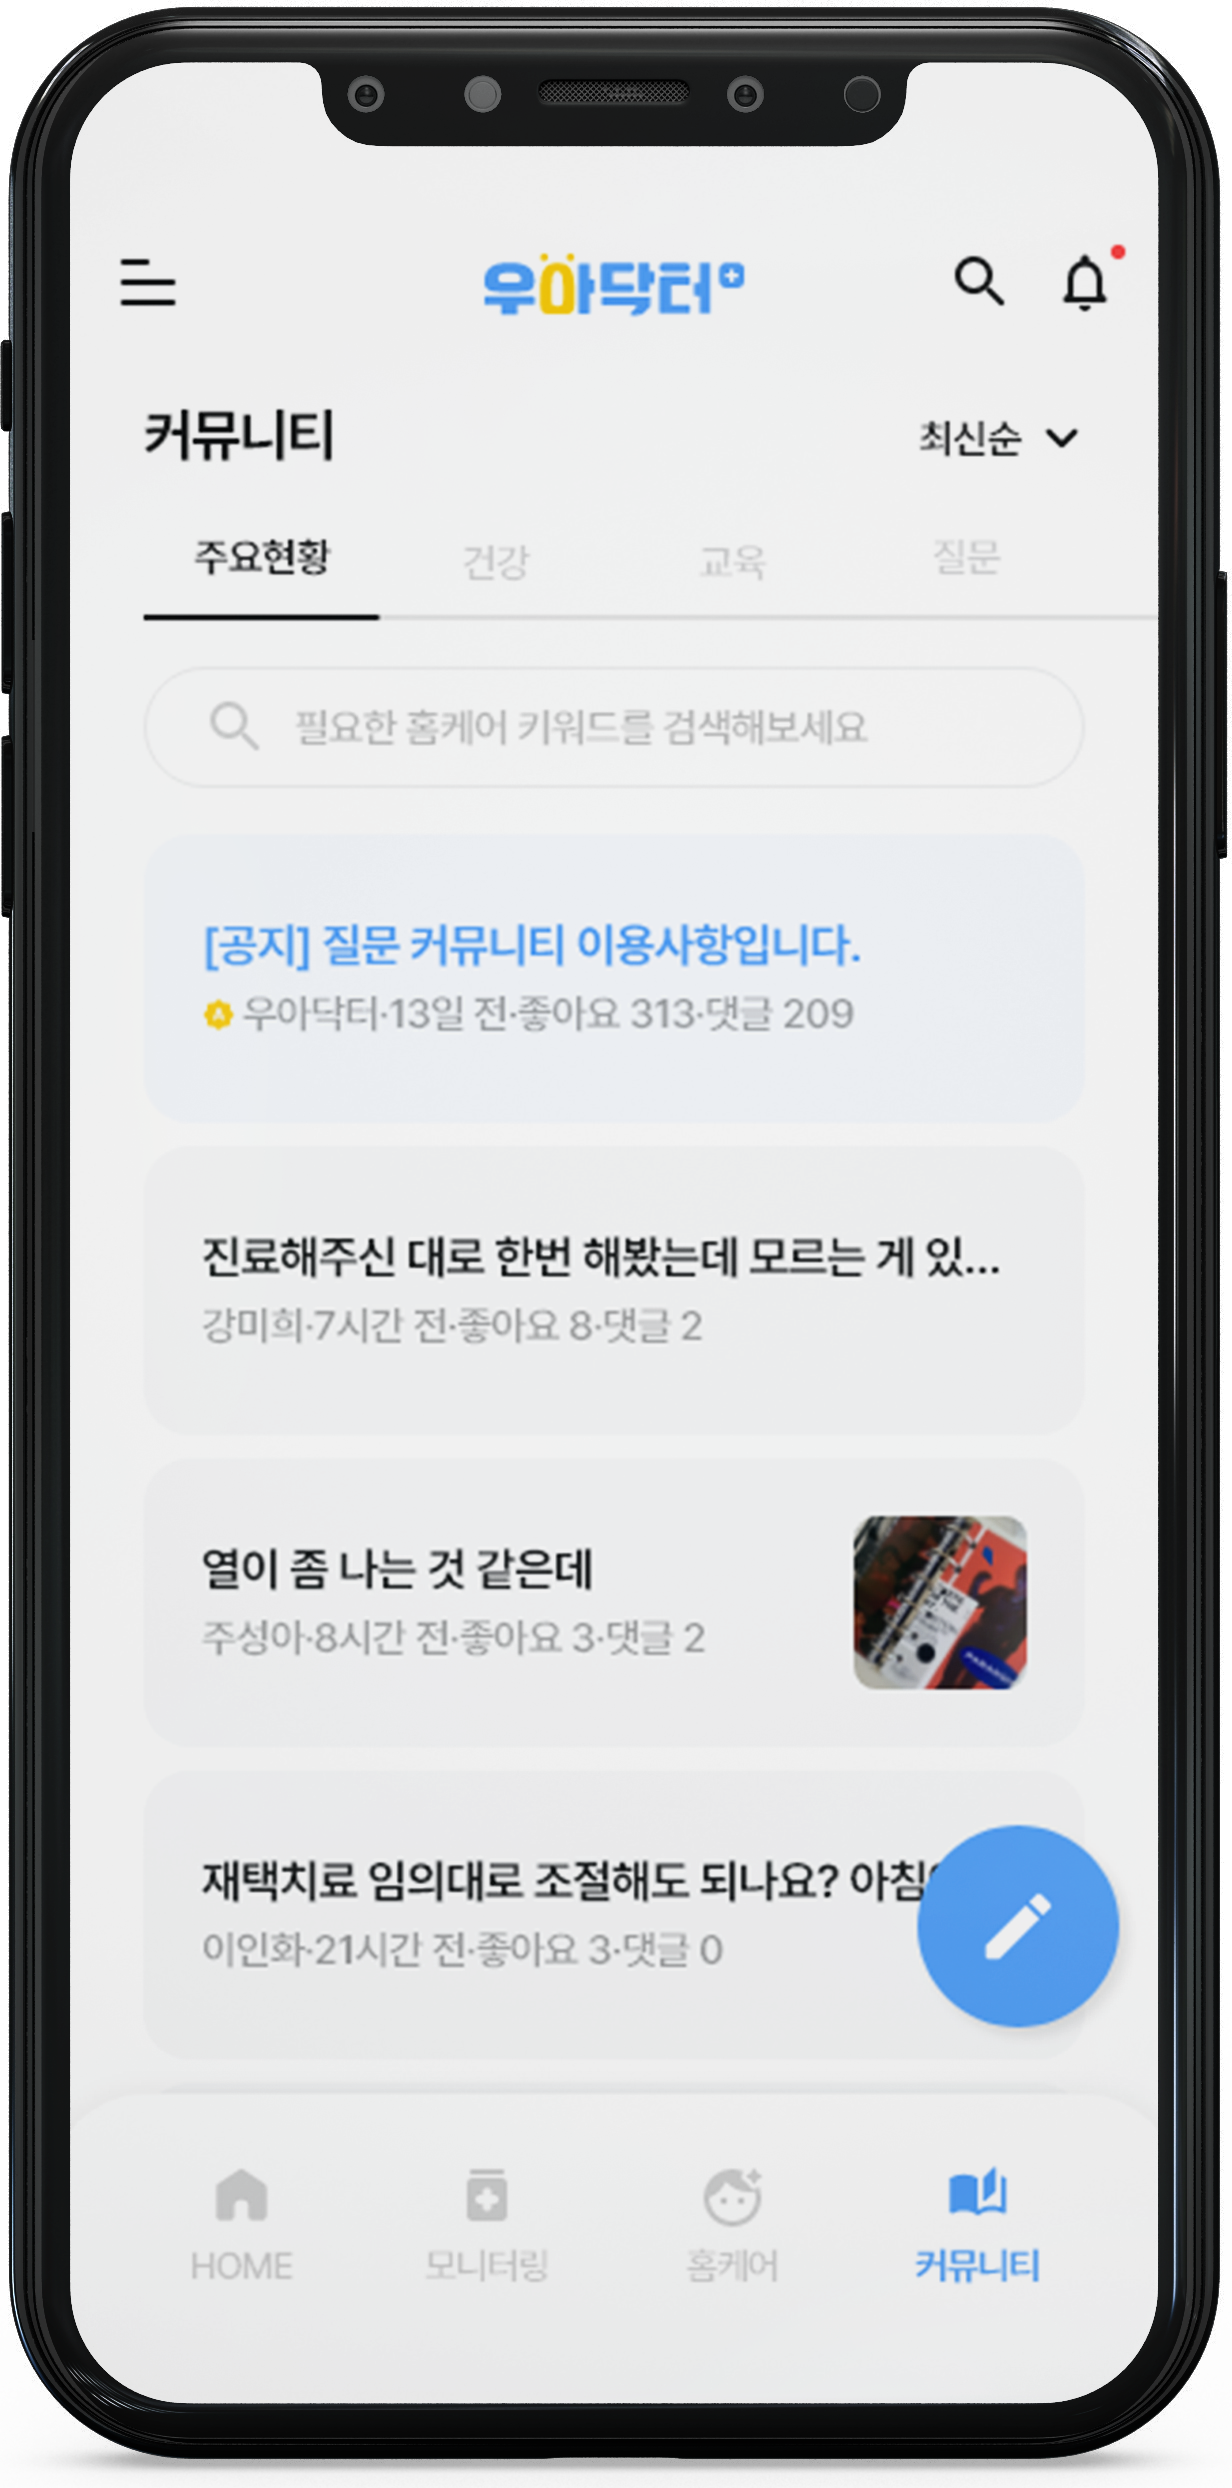 우아닥터
커뮤니티
최신순
주요현황 건강 교육 질문
필요한 홈케어 키워드를 검색해보세요
[공지] 질문 커뮤니티 이용사항입니다.
우아닥터·13일 전·좋아요 313·댓글 209
진료해주신 대로 한번 해봤는데 모르는 게 있...
강미희·7시간 전·좋아요 8·댓글 2
열이 좀 나는 것 같은데
주성아·8시간 전·좋아요 3·댓글 2
재택치료 임의대로 조절해도 되나요? 아침
이인화·21시간 전·좋아요 3·댓글 0
HOME 모니터링 홈케어 커뮤니티